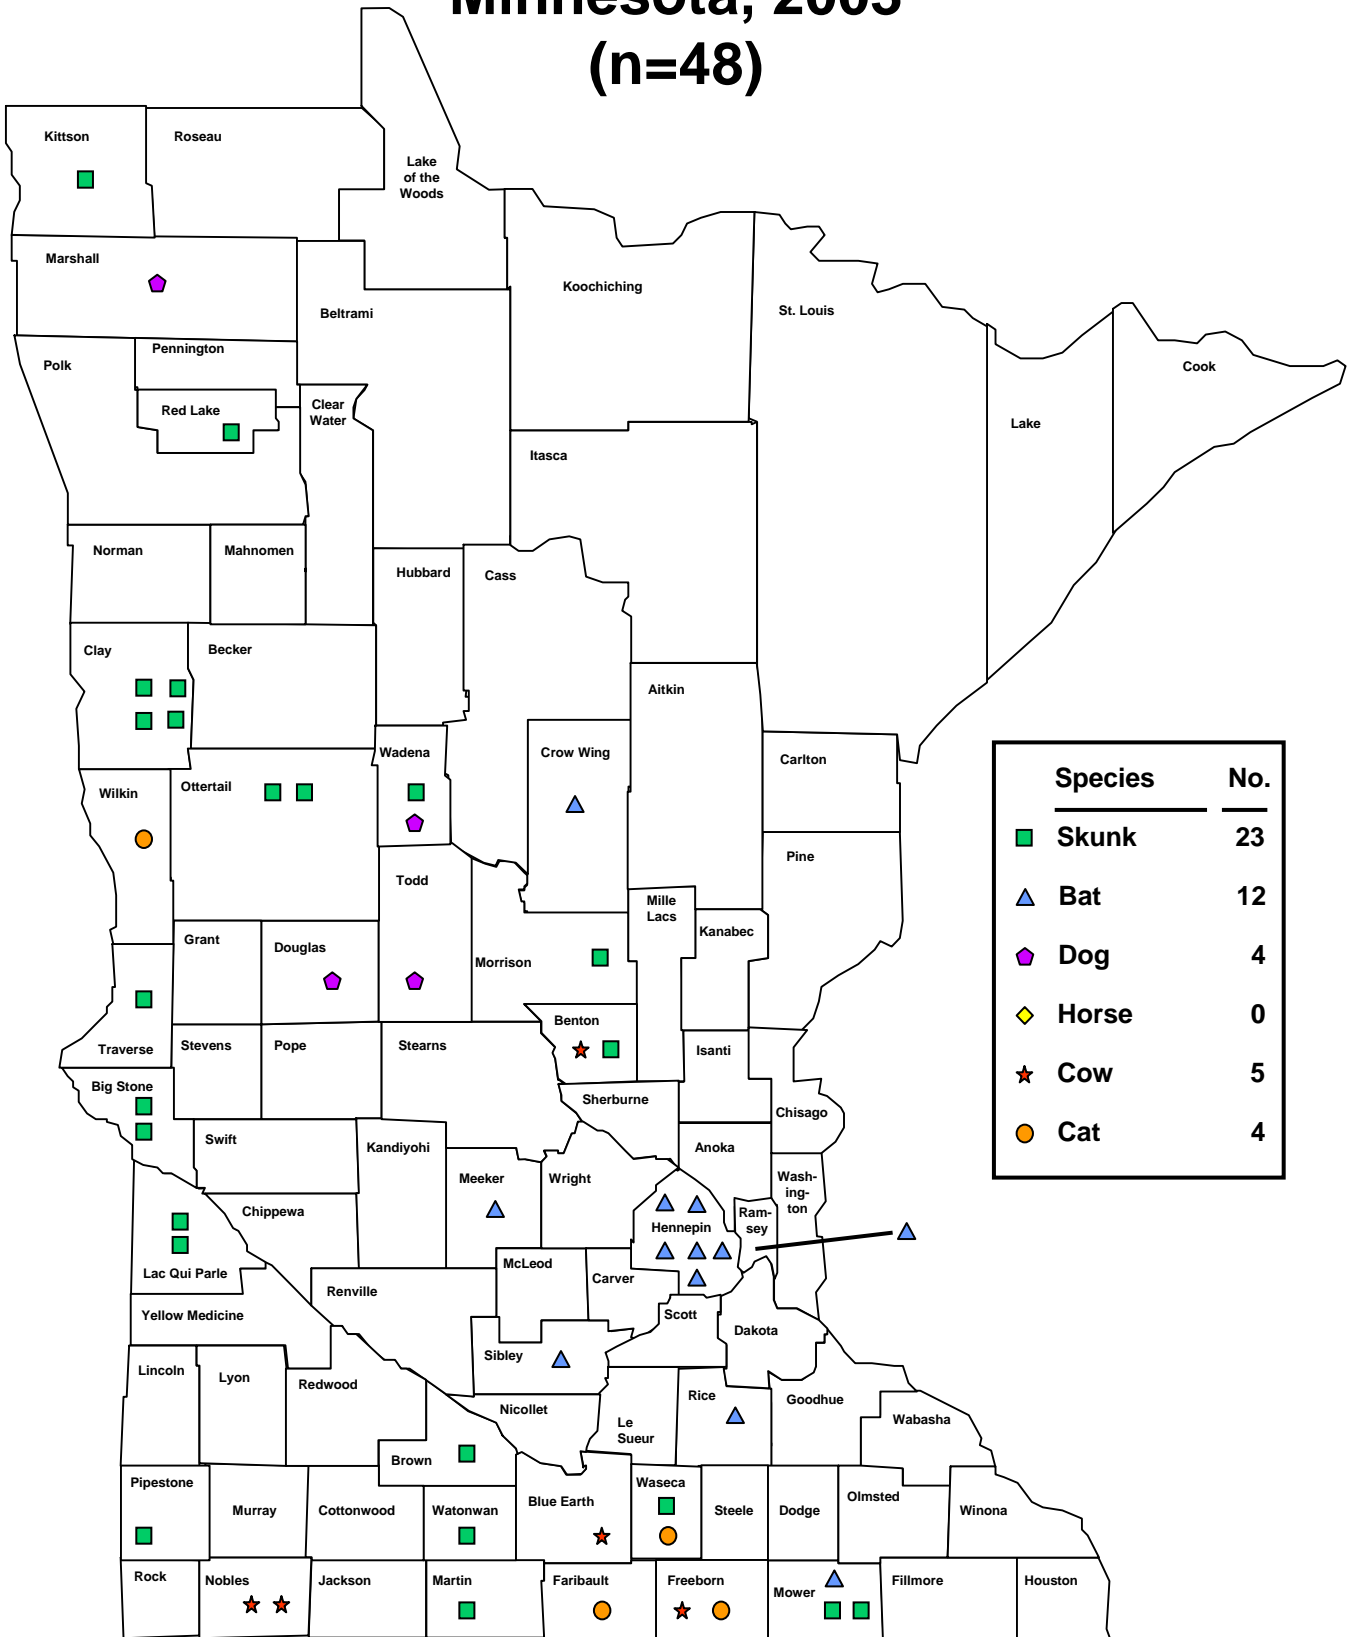 Minnesota, 2003
(n=48)
Kittson
Roseau
Lake
of the
Woods
Marshall
Koochiching
St. Louis
Beltrami
Pennington
Polk
Cook
Red Lake
Clear
Water
Lake
Itasca
Norman
Mahnomen
Hubbard
Cass
Clay
Becker
Aitkin
Wadena
Crow Wing
Carlton
Wilkin
Ottertail
Pine
Todd
Mille
Lacs
Kanabec
Grant
Douglas
Morrison
Benton
Traverse
Stevens
Pope
Stearns
Isanti
Big Stone
Sherburne
Chisago
Swift
Kandiyohi
Anoka
Meeker
Wright
Wash-
ing-
ton
Chippewa
Hennepin
Ram-
sey
Lac Qui Parle
McLeod
Carver
Renville
Yellow Medicine
Scott
Dakota
Sibley
Lincoln
Lyon
Redwood
Rice
Goodhue
Nicollet
Le
Sueur
Wabasha
Brown
Pipestone
Murray
Cottonwood
Watonwan
Blue Earth
Waseca
Steele
Dodge
Olmsted
Winona
Rock
Nobles
Jackson
Martin
Faribault
Freeborn
Mower
Fillmore
Houston
Species No.
Skunk 23
Bat 12
Dog 4
Horse 0
Cow 5
Cat 4